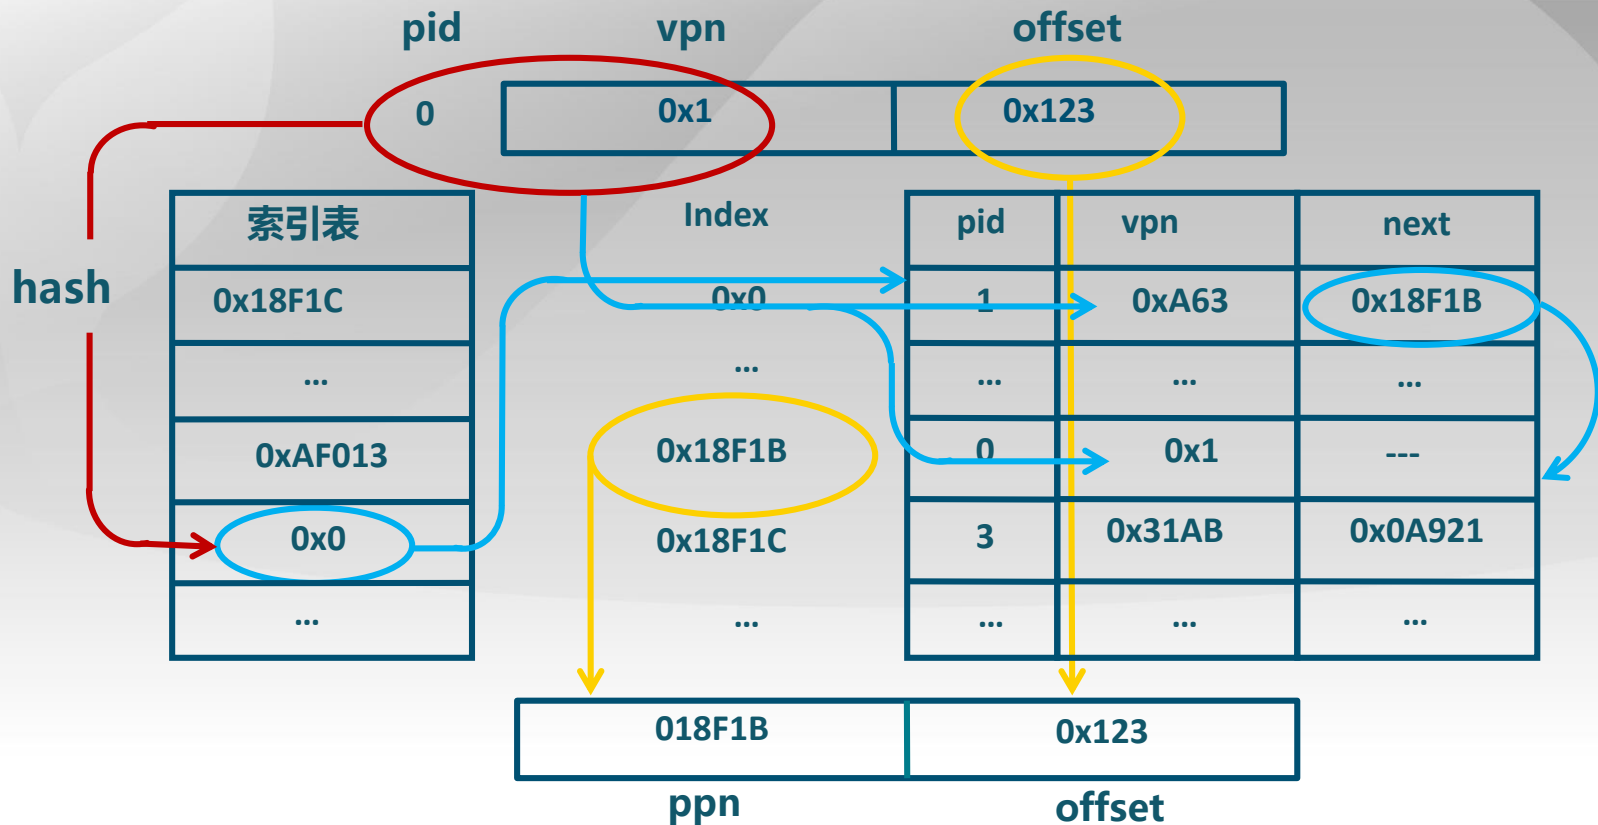 pid vpn offset
0 0x1 0x123
索引表 Index pid vpn next
hash
0x18F1C 0x0 1 0xA63 0x18F1B
... ... ... ... ...
0xAF013 0x18F1B 0 0x1 ---
0x0 0x18F1C 3 0x31AB 0x0A921
... ... ... ... ...
018F1B 0x123
ppn offset